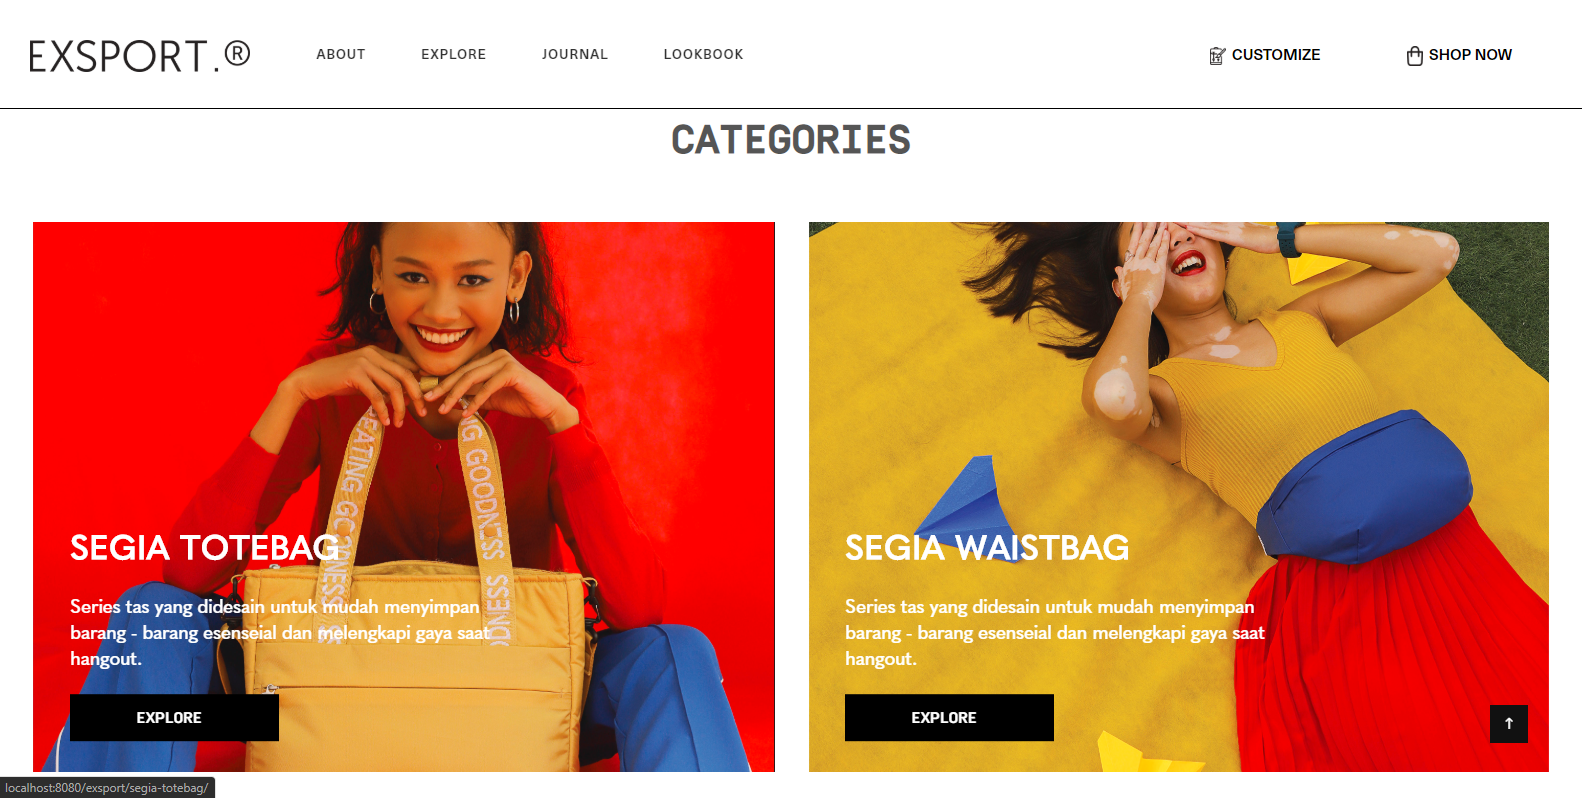 EXSPORT.®
ABOUT
EXPLORE
JOURNAL
LOOKBOOK
CUSTOMIZE
SHOP NOW
CATEGORIES
SEGIA TOTEBAG
Series tas yang didesain untuk mudah menyimpan
barang - barang esenseial dan melengkapi gaya saat
hangout.
EXPLORE
SEGIA WAISTBAG
Series tas yang didesain untuk mudah menyimpan
barang - barang esenseial dan melengkapi gaya saat
hangout.
EXPLORE
↑
localhost:8080/exsport/segia-totebag/